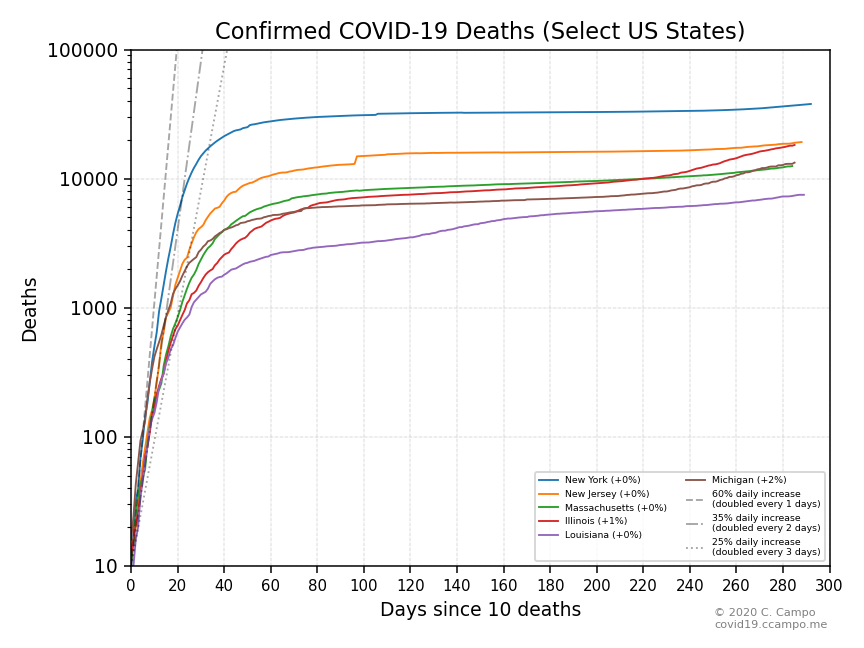 Confirmed COVID-19 Deaths (Select US States)
100000
10000
1000
100
10
Deaths
0 20 40 60 80 100 120 140 160 180 200 220 240 260 280 300
Days since 10 deaths
New York (+0%)
New Jersey (+0%)
Massachusetts (+0%)
Illinois (+1%)
Louisiana (+0%)
Michigan (+2%)
60% daily increase
(doubled every 1 days)
35% daily increase
(doubled every 2 days)
25% daily increase
(doubled every 3 days)
© 2020 C. Campo
covid19.ccampo.me